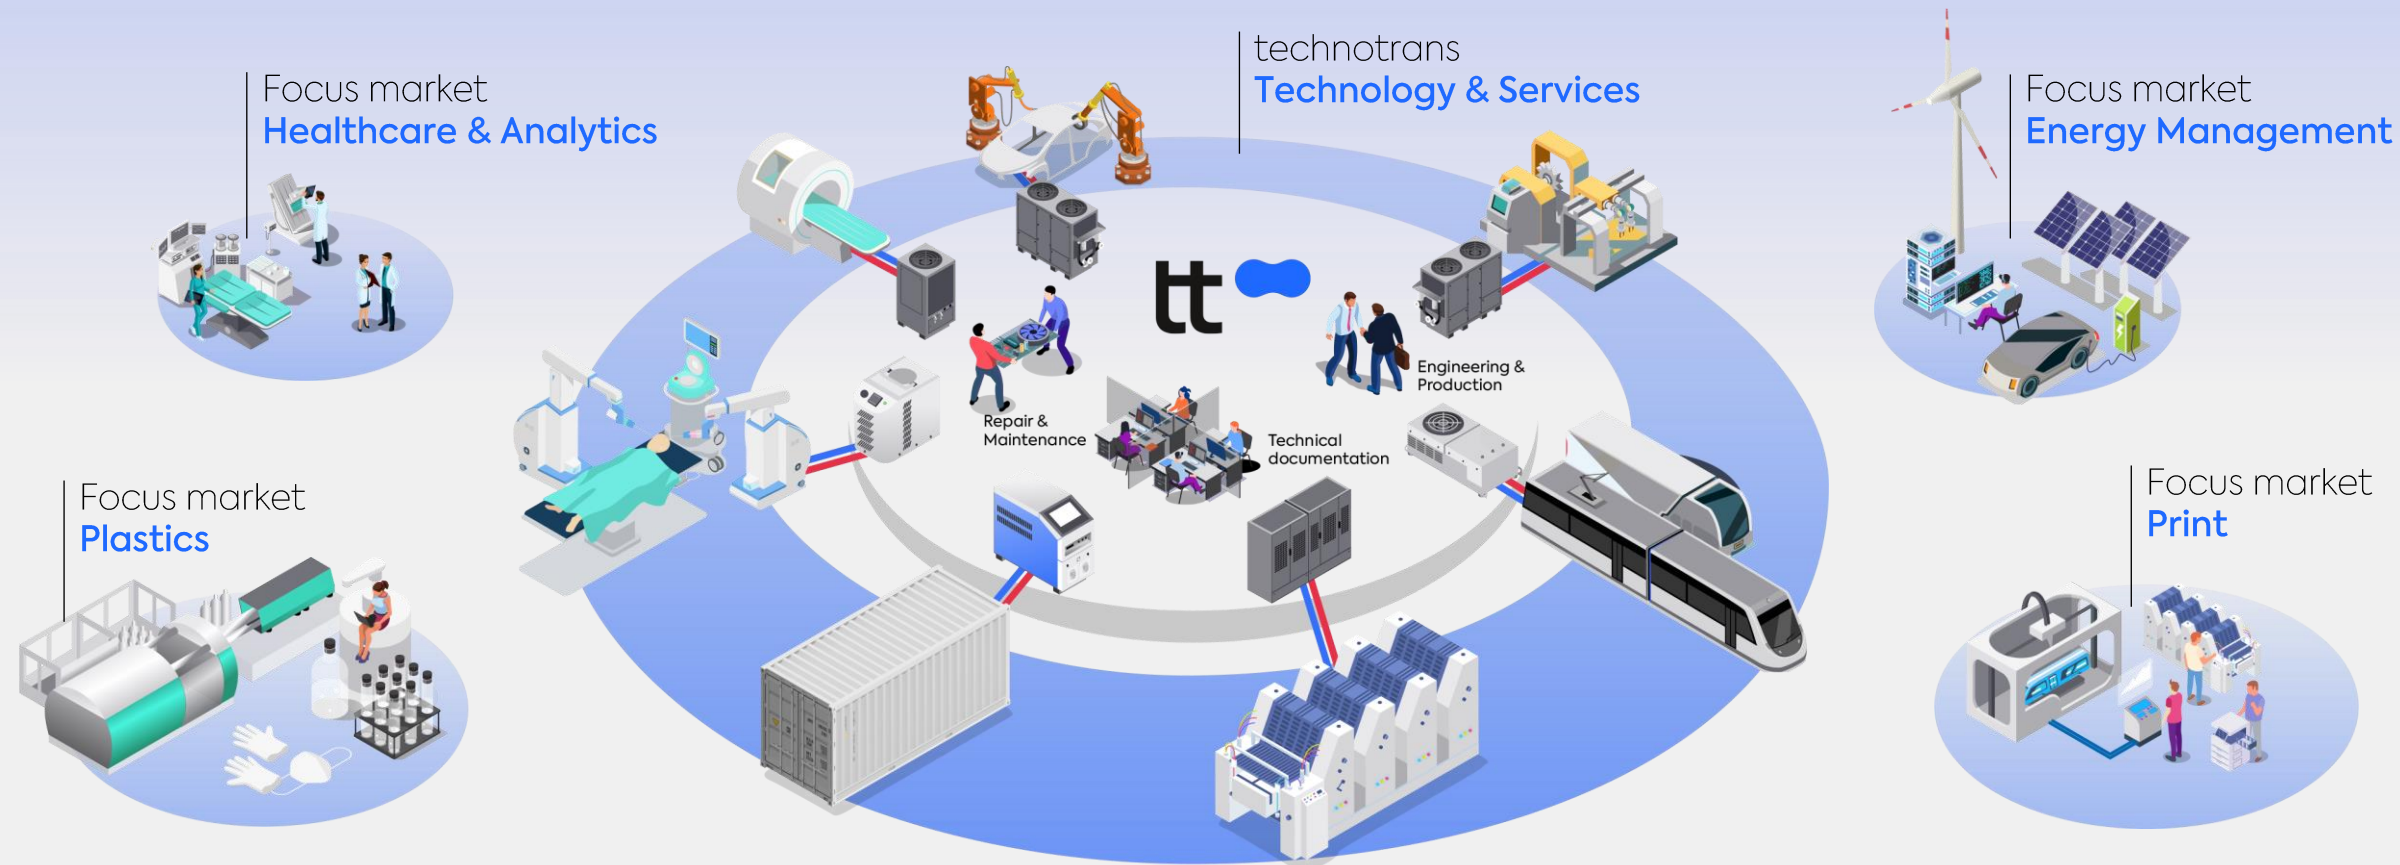 Focus market
Healthcare & Analytics
technotrans
Technology & Services
Focus market
Energy Management
tt
Engineering &
Production
Repair &
Maintenance
Technical
documentation
Focus market
Plastics
Focus market
Print